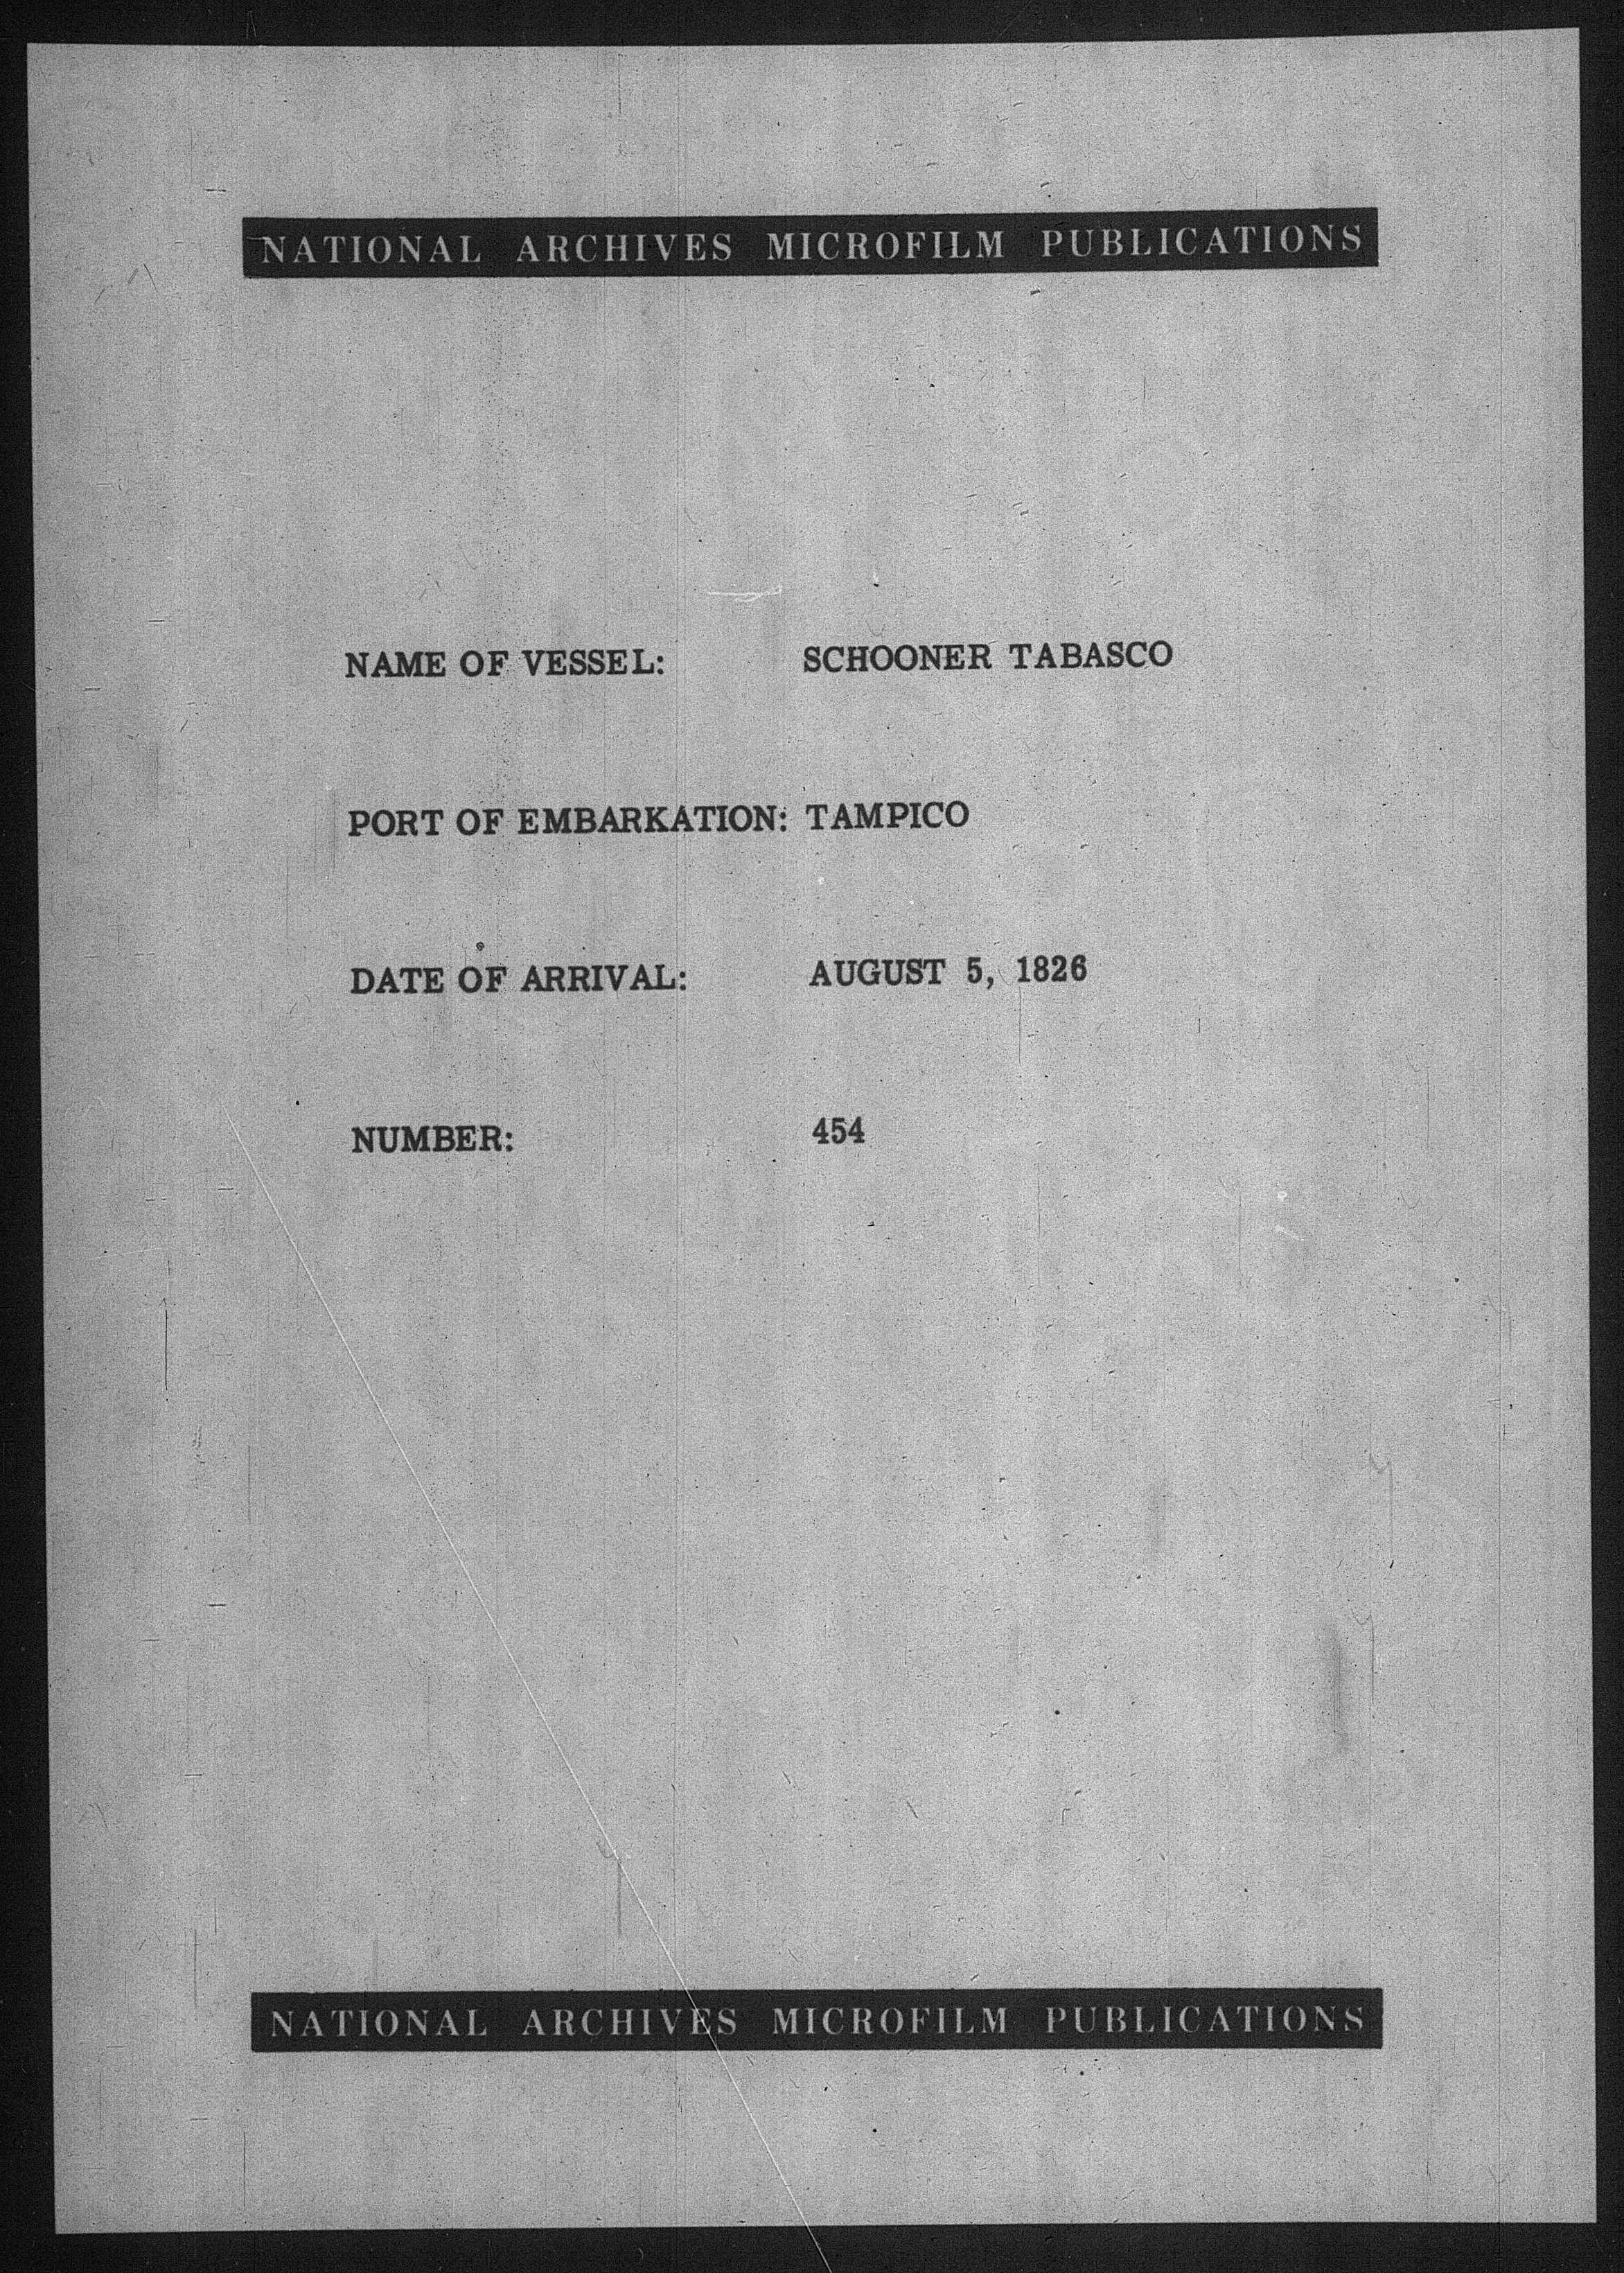 NATIONAL ARCHIVES MICROFILM PUBLICATIONS
NAME OF VESSEL: SCHOONER TABASCO
PORT OF EMBARKATION: TAMPICO
DATE OF ARRIVAL: AUGUST 5, 1826
NUMBER: 454
NATIONAL ARCHIVES MICROFILM PUBLICATIONS